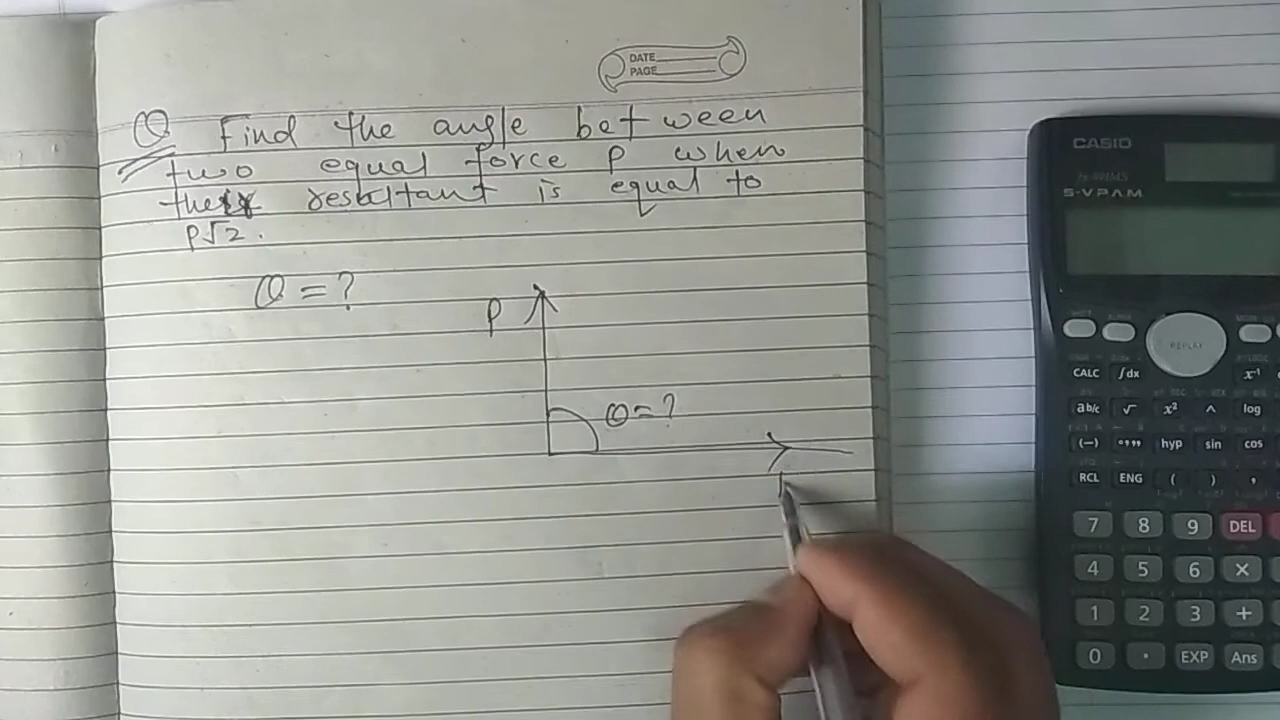 DATE
PAGE
Q Find the angle between
two equal force P when
their resultant is equal to
P√2.
θ = ?
P
θ = ?
CASIO
S-V.P.A.M.
REPLAY
CALC ∫dx x⁻¹
ab/c √ x² ^ log
(−) °'" hyp sin cos
RCL ENG ( ) ,
7 8 9 DEL
4 5 6 ×
1 2 3 +
0 · EXP Ans